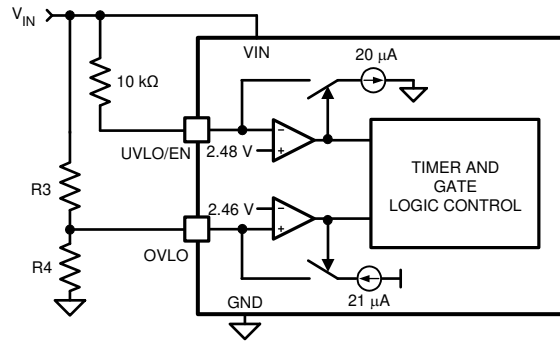 VIN
VIN
20 μA
10 kΩ
UVLO/EN
2.48 V
TIMER AND
GATE
LOGIC CONTROL
R3
2.46 V
OVLO
R4
GND
21 μA